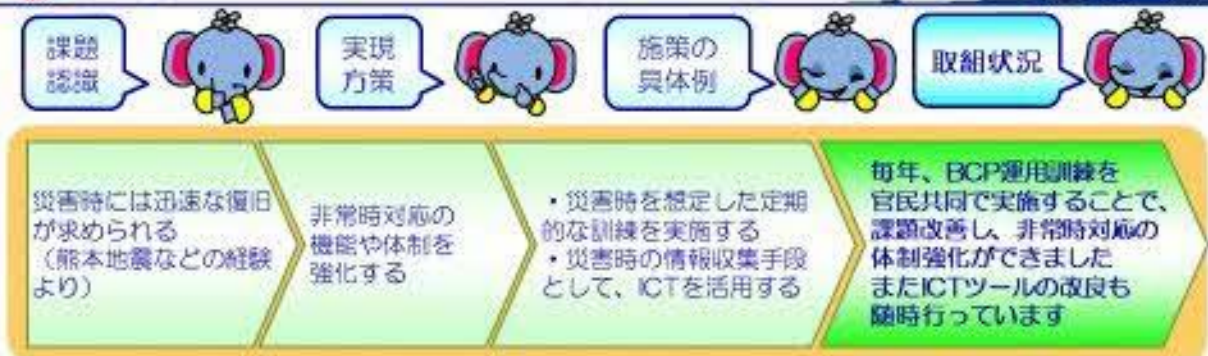 課題
認識
実現
方策
施策の
具体例
取組状況
災害時には迅速な復旧
が求められる
（熊本地震などの経験
より）
非常時対応の
機能や体制を
強化する
・災害時を想定した定期
的な訓練を実施する
・災害時の情報収集手段
として、ICTを活用する
毎年、BCP運用訓練を
官民共同で実施することで、
課題改善し、非常時対応の
体制強化ができました
またICTツールの改良も
随時行っています